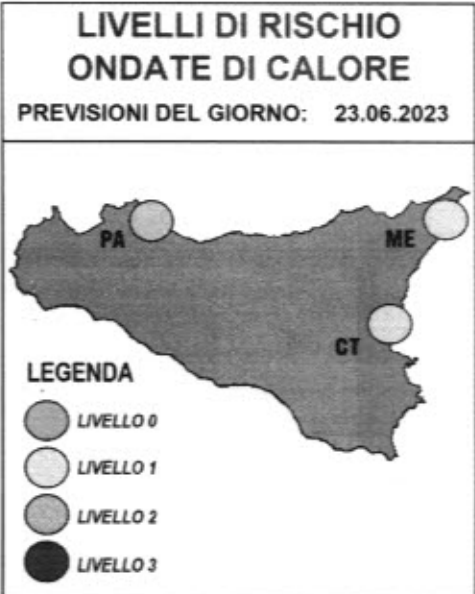 LIVELLI DI RISCHIO
ONDATE DI CALORE
PREVISIONI DEL GIORNO: 23.06.2023
PA
ME
CT
LEGENDA
LIVELLO 0
LIVELLO 1
LIVELLO 2
LIVELLO 3